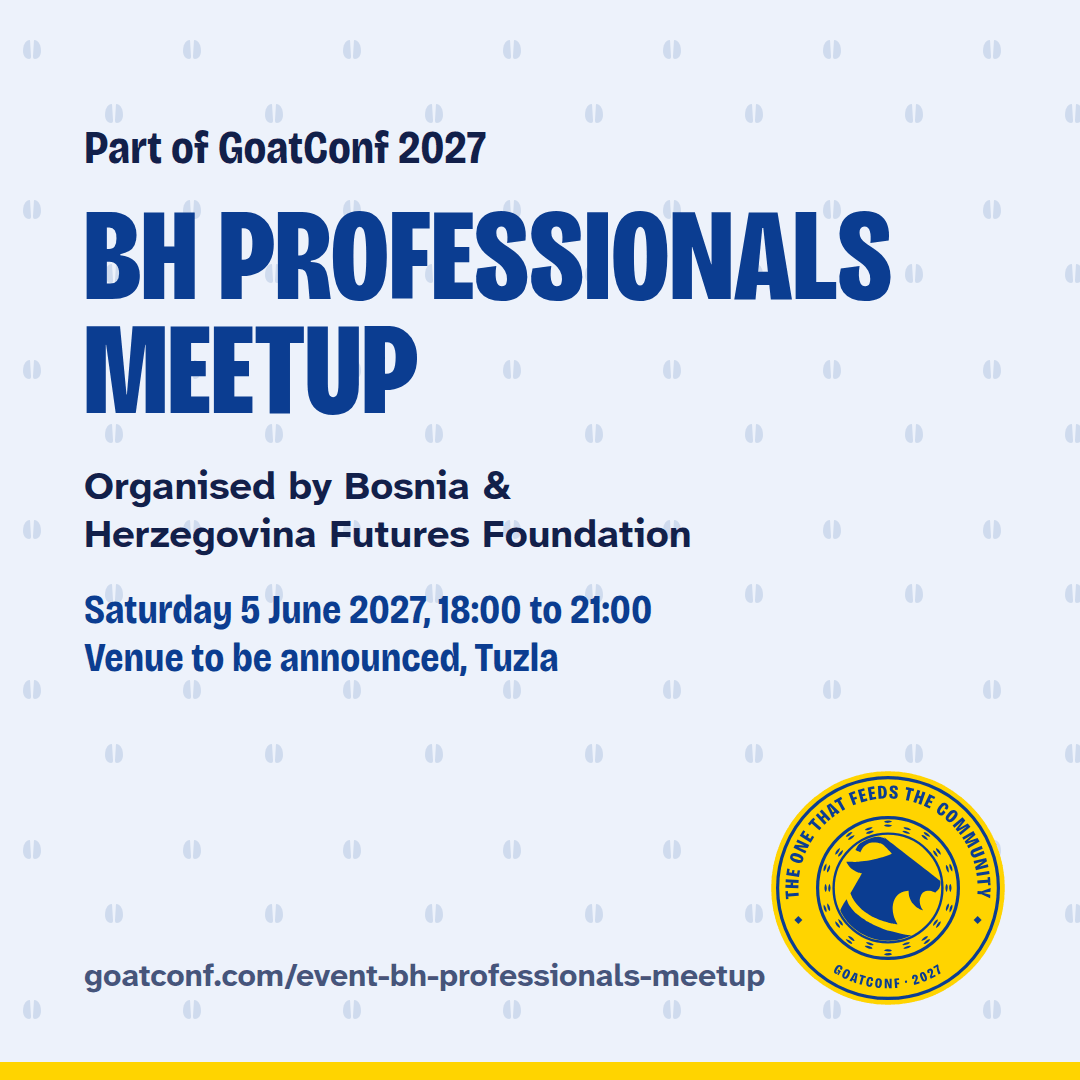 Part of GoatConf 2027
BH PROFESSIONALS
MEETUP
Organised by Bosnia &
Herzegovina Futures Foundation
Saturday 5 June 2027, 18:00 to 21:00
Venue to be announced, Tuzla
THE ONE THAT FEEDS THE COMMUNITY
GOATCONF · 2027
goatconf.com/event-bh-professionals-meetup